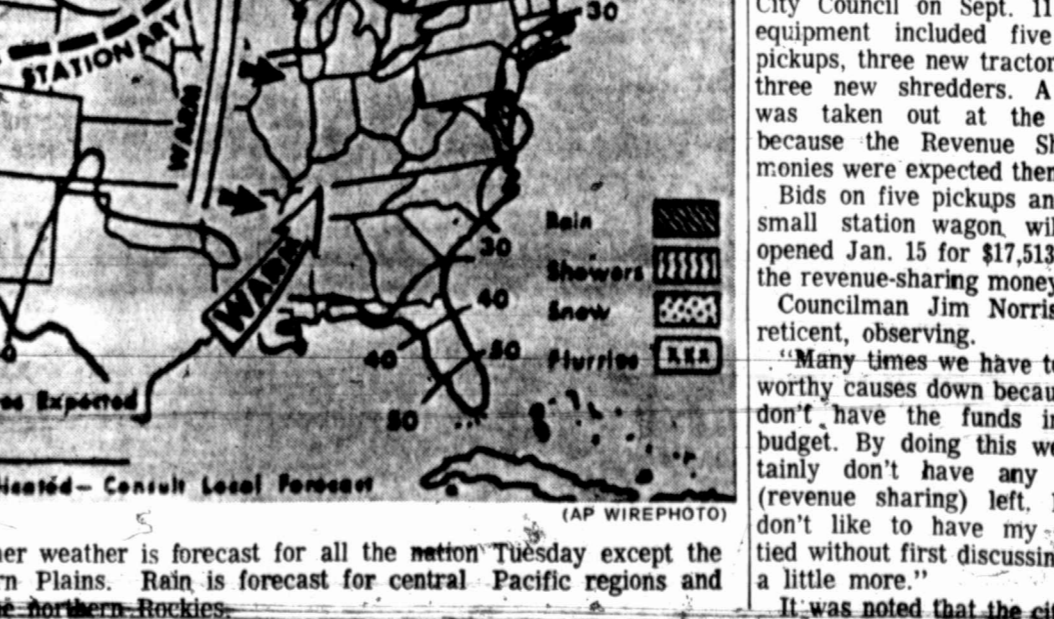 30
STATIONARY
WARM
WARM
30
40
50
40
50
Rain
Showers
Snow
Flurries
Expected
Consult Local Forecast
(AP WIREPHOTO)
weather is forecast for all the nation Tuesday except the
Plains. Rain is forecast for central Pacific regions and
northern Rockies.
City Council on Sept. 11
equipment included five
pickups, three new tractor
three new shredders. A
was taken out at the
because the Revenue Sh
monies were expected ther
Bids on five pickups an
small station wagon wil
opened Jan. 15 for $17,513
the revenue-sharing money
Councilman Jim Norris
reticent, observing.
"Many times we have to
worthy causes down becau
don't have the funds in
budget. By doing this we
tainly don't have any
(revenue sharing) left.
don't like to have my
tied without first discussin
a little more."
It was noted that the cit